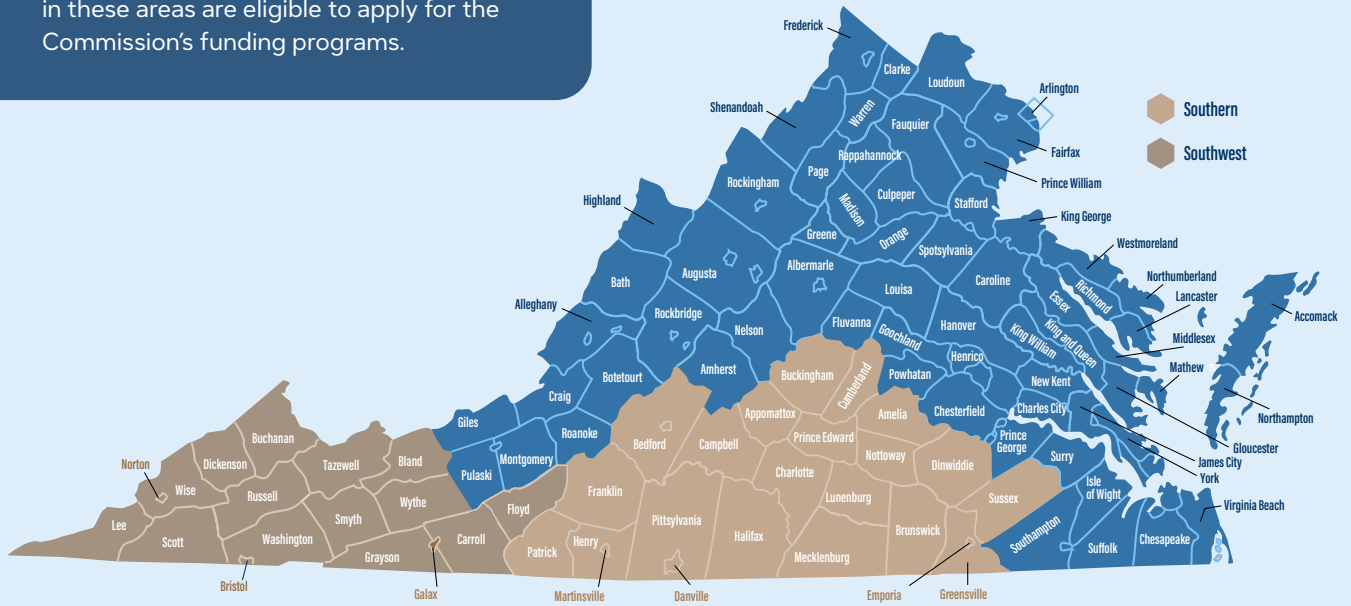 in these areas are eligible to apply for the
Commission's funding programs.
Frederick
Clarke
Loudoun
Arlington
Shenandoah
Warren
Fauquier
Southern
Fairfax
Rappahannock
Southwest
Page
Rockingham
Prince William
Culpeper
Highland
Madison
Stafford
King George
Greene
Orange
Westmoreland
Spotsylvania
Albermarle
Augusta
Northumberland
Bath
Caroline
Louisa
Richmond
Lancaster
Essex
Alleghany
Rockbridge
Accomack
Fluvanna
Hanover
Nelson
Goochland
King William
King and Queen
Middlesex
Henrico
Mathew
Amherst
Botetourt
Buckingham
Cumberland
Powhatan
New Kent
Craig
Charles City
Northampton
Appomattox
Amelia
Chesterfield
Giles
Roanoke
Buchanan
Bedford
Campbell
Prince Edward
Prince
George
Gloucester
Surry
Nottoway
Montgomery
Bland
Tazewell
Dickenson
Norton
James City
Dinwiddie
Charlotte
Pulaski
York
Isle
of Wight
Wise
Russell
Franklin
Lunenburg
Sussex
Wythe
Virginia Beach
Floyd
Smyth
Pittsylvania
Lee
Brunswick
Southampton
Halifax
Scott
Washington
Carroll
Henry
Chesapeake
Suffolk
Patrick
Grayson
Mecklenburg
Bristol
Galax
Martinsville
Danville
Emporia
Greensville